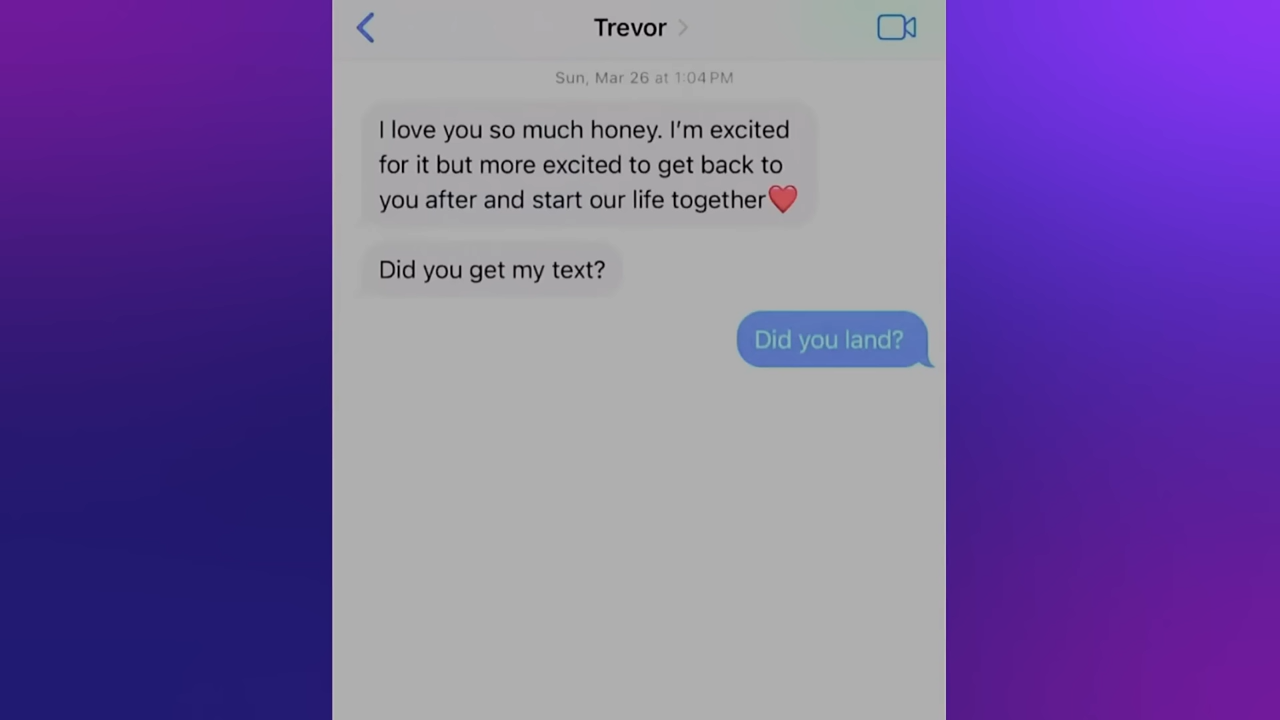 Trevor
Sun, Mar 26 at 1:04 PM
I love you so much honey. I’m excited
for it but more excited to get back to
you after and start our life together❤️
Did you get my text?
Did you land?